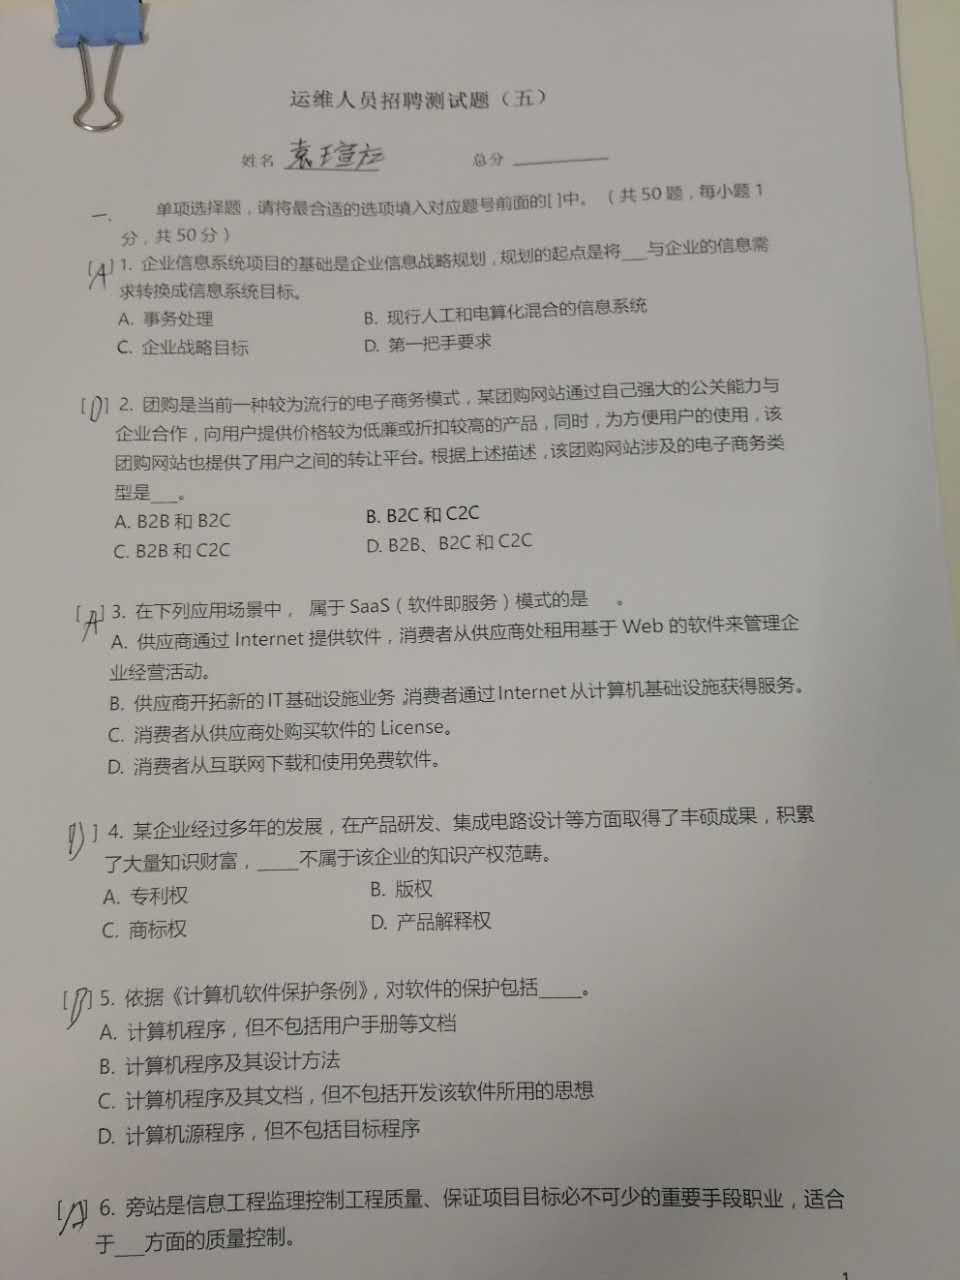 运维人员招聘测试题（五）
姓名 袁 总分
一、 单项选择题，请将最合适的选项填入对应题号前面的[ ]中。（共 50 题，每小题 1
分，共 50 分）
[A] 1. 企业信息系统项目的基础是企业信息战略规划，规划的起点是将___与企业的信息需
求转换成信息系统目标。
A. 事务处理 B. 现行人工和电算化混合的信息系统
C. 企业战略目标 D. 第一把手要求
[D] 2. 团购是当前一种较为流行的电子商务模式，某团购网站通过自己强大的公关能力与
企业合作，向用户提供价格较为低廉或折扣较高的产品，同时，为方便用户的使用，该
团购网站也提供了用户之间的转让平台。根据上述描述，该团购网站涉及的电子商务类
型是___。
A. B2B 和 B2C B. B2C 和 C2C
C. B2B 和 C2C D. B2B、B2C 和 C2C
[A] 3. 在下列应用场景中， 属于 SaaS（软件即服务）模式的是 。
A. 供应商通过 Internet 提供软件，消费者从供应商处租用基于 Web 的软件来管理企
业经营活动。
B. 供应商开拓新的IT基础设施业务，消费者通过Internet从计算机基础设施获得服务。
C. 消费者从供应商处购买软件的 License。
D. 消费者从互联网下载和使用免费软件。
[D] 4. 某企业经过多年的发展，在产品研发、集成电路设计等方面取得了丰硕成果，积累
了大量知识财富，____不属于该企业的知识产权范畴。
A. 专利权 B. 版权
C. 商标权 D. 产品解释权
[ ] 5. 依据《计算机软件保护条例》，对软件的保护包括____。
A. 计算机程序，但不包括用户手册等文档
B. 计算机程序及其设计方法
C. 计算机程序及其文档，但不包括开发该软件所用的思想
D. 计算机源程序，但不包括目标程序
[ ] 6. 旁站是信息工程监理控制工程质量、保证项目目标必不可少的重要手段职业，适合
于___方面的质量控制。
1